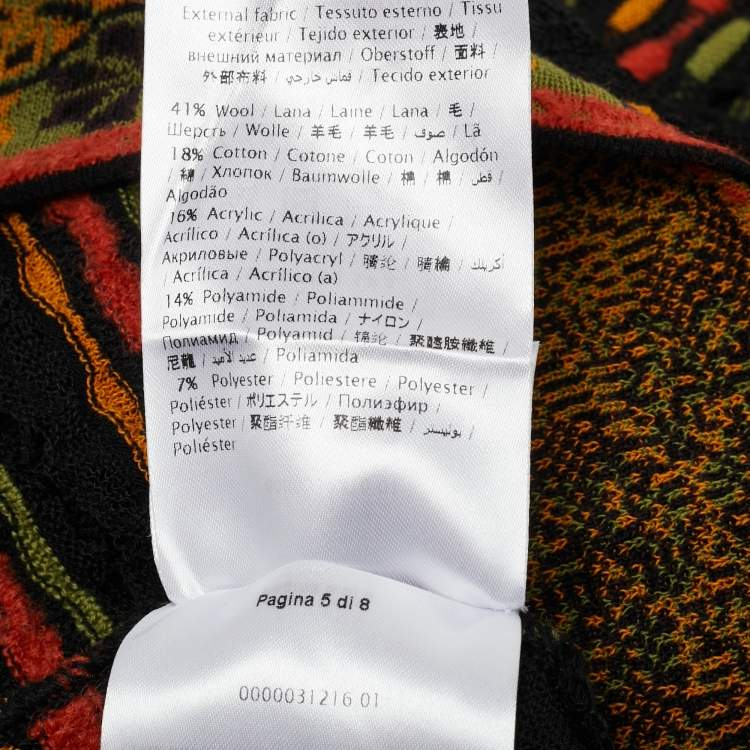 External fabric / Tessuto esterno / Tissu
extérieur / Tejido exterior / 表地 /
внешний материал / Oberstoff / 面料 /
外部布料 / قماش خارجي / Tecido exterior
41% Wool / Lana / Laine / Lana / 毛 /
Шерсть / Wolle / 羊毛 / 羊毛 / صوف / Lã
18% Cotton / Cotone / Coton / Algodón
/ 綿 / Хлопок / Baumwolle / 棉 / 棉 / قطن /
Algodão
16% Acrylic / Acrilica / Acrylique /
Acrílico / Acrílica (o) / アクリル /
Акриловые / Polyacryl / 腈纶 / 腈綸 / أكريلك
/ Acrílica / Acrílico (a)
14% Polyamide / Poliammide /
Polyamide / Poliamida / ナイロン /
Полиамид / Polyamid / 锦纶 / 聚醯胺纖維 /
尼龍 / عديد الأميد / Poliamida
7% Polyester / Poliestere / Polyester /
Poliéster / ポリエステル / Полиэфир /
Polyester / 聚酯纤维 / 聚酯纖維 / بوليستر /
Poliéster
Pagina 5 di 8
0000031216 01